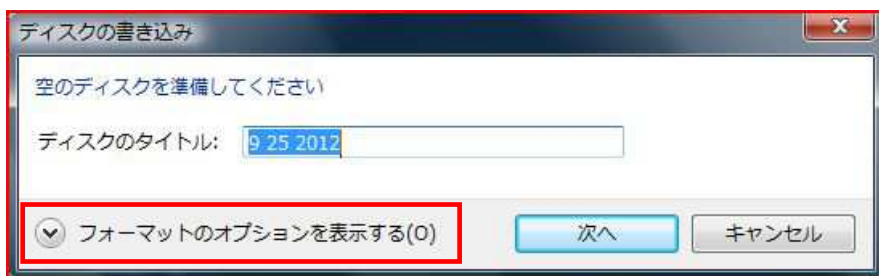 ディスクの書き込み
空のディスクを準備してください
ディスクのタイトル: 9 25 2012
フォーマットのオプションを表示する(O) 次へ キャンセル